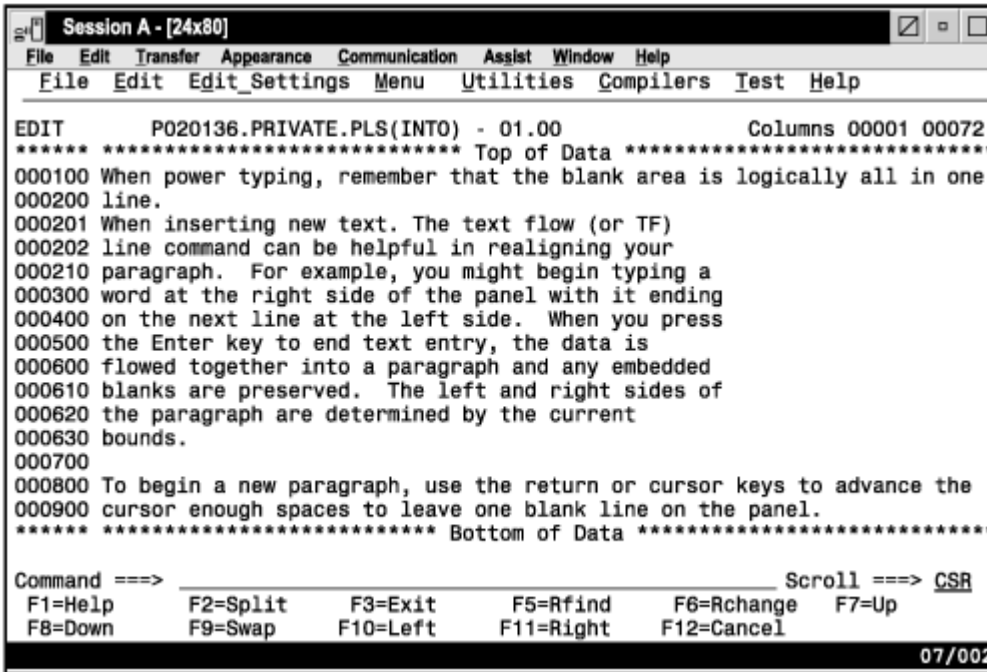 Session A - [24x80]
File Edit Transfer Appearance Communication Assist Window Help
File Edit Edit_Settings Menu Utilities Compilers Test Help
EDIT P020136.PRIVATE.PLS(INTO) - 01.00 Columns 00001 00072
****** ***************************** Top of Data ******************************
000100 When power typing, remember that the blank area is logically all in one
000200 line.
000201 When inserting new text. The text flow (or TF)
000202 line command can be helpful in realigning your
000210 paragraph.  For example, you might begin typing a
000300 word at the right side of the panel with it ending
000400 on the next line at the left side.  When you press
000500 the Enter key to end text entry, the data is
000600 flowed together into a paragraph and any embedded
000610 blanks are preserved.  The left and right sides of
000620 the paragraph are determined by the current
000630 bounds.
000700
000800 To begin a new paragraph, use the return or cursor keys to advance the
000900 cursor enough spaces to leave one blank line on the panel.
****** *************************** Bottom of Data *****************************
Command ===> Scroll ===> CSR
F1=Help F2=Split F3=Exit F5=Rfind F6=Rchange F7=Up
F8=Down F9=Swap F10=Left F11=Right F12=Cancel
07/002